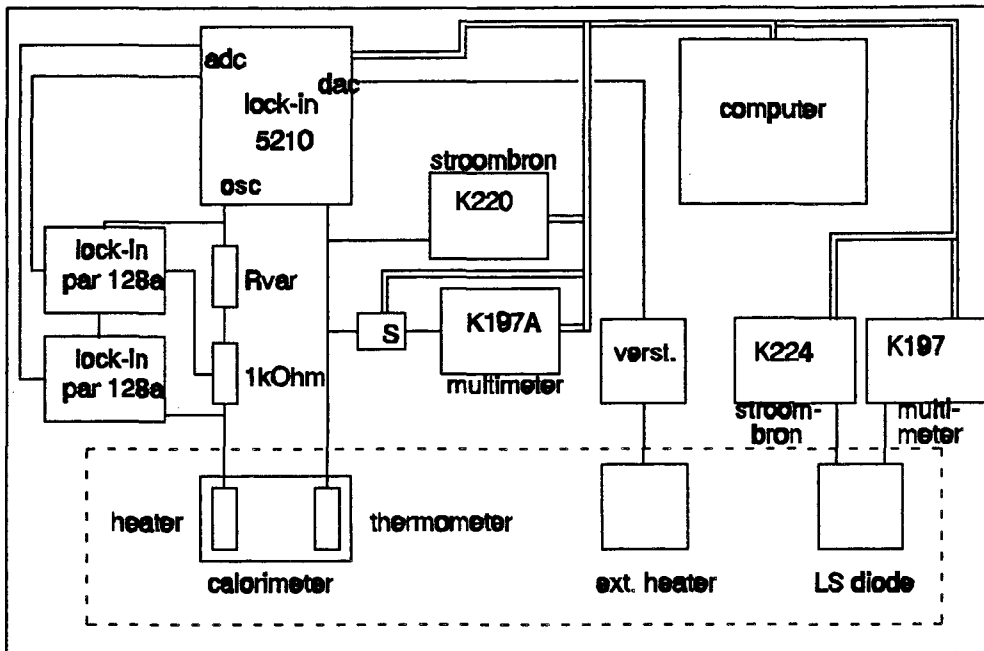 adc
dac
lock-in
5210
osc
computer
stroombron
K220
lock-in
par 128a
Rvar
S
K197A
multimeter
verst.
K224
stroom-
bron
K197
multi-
meter
lock-in
par 128a
1kOhm
heater
thermometer
calorimeter
ext. heater
LS diode